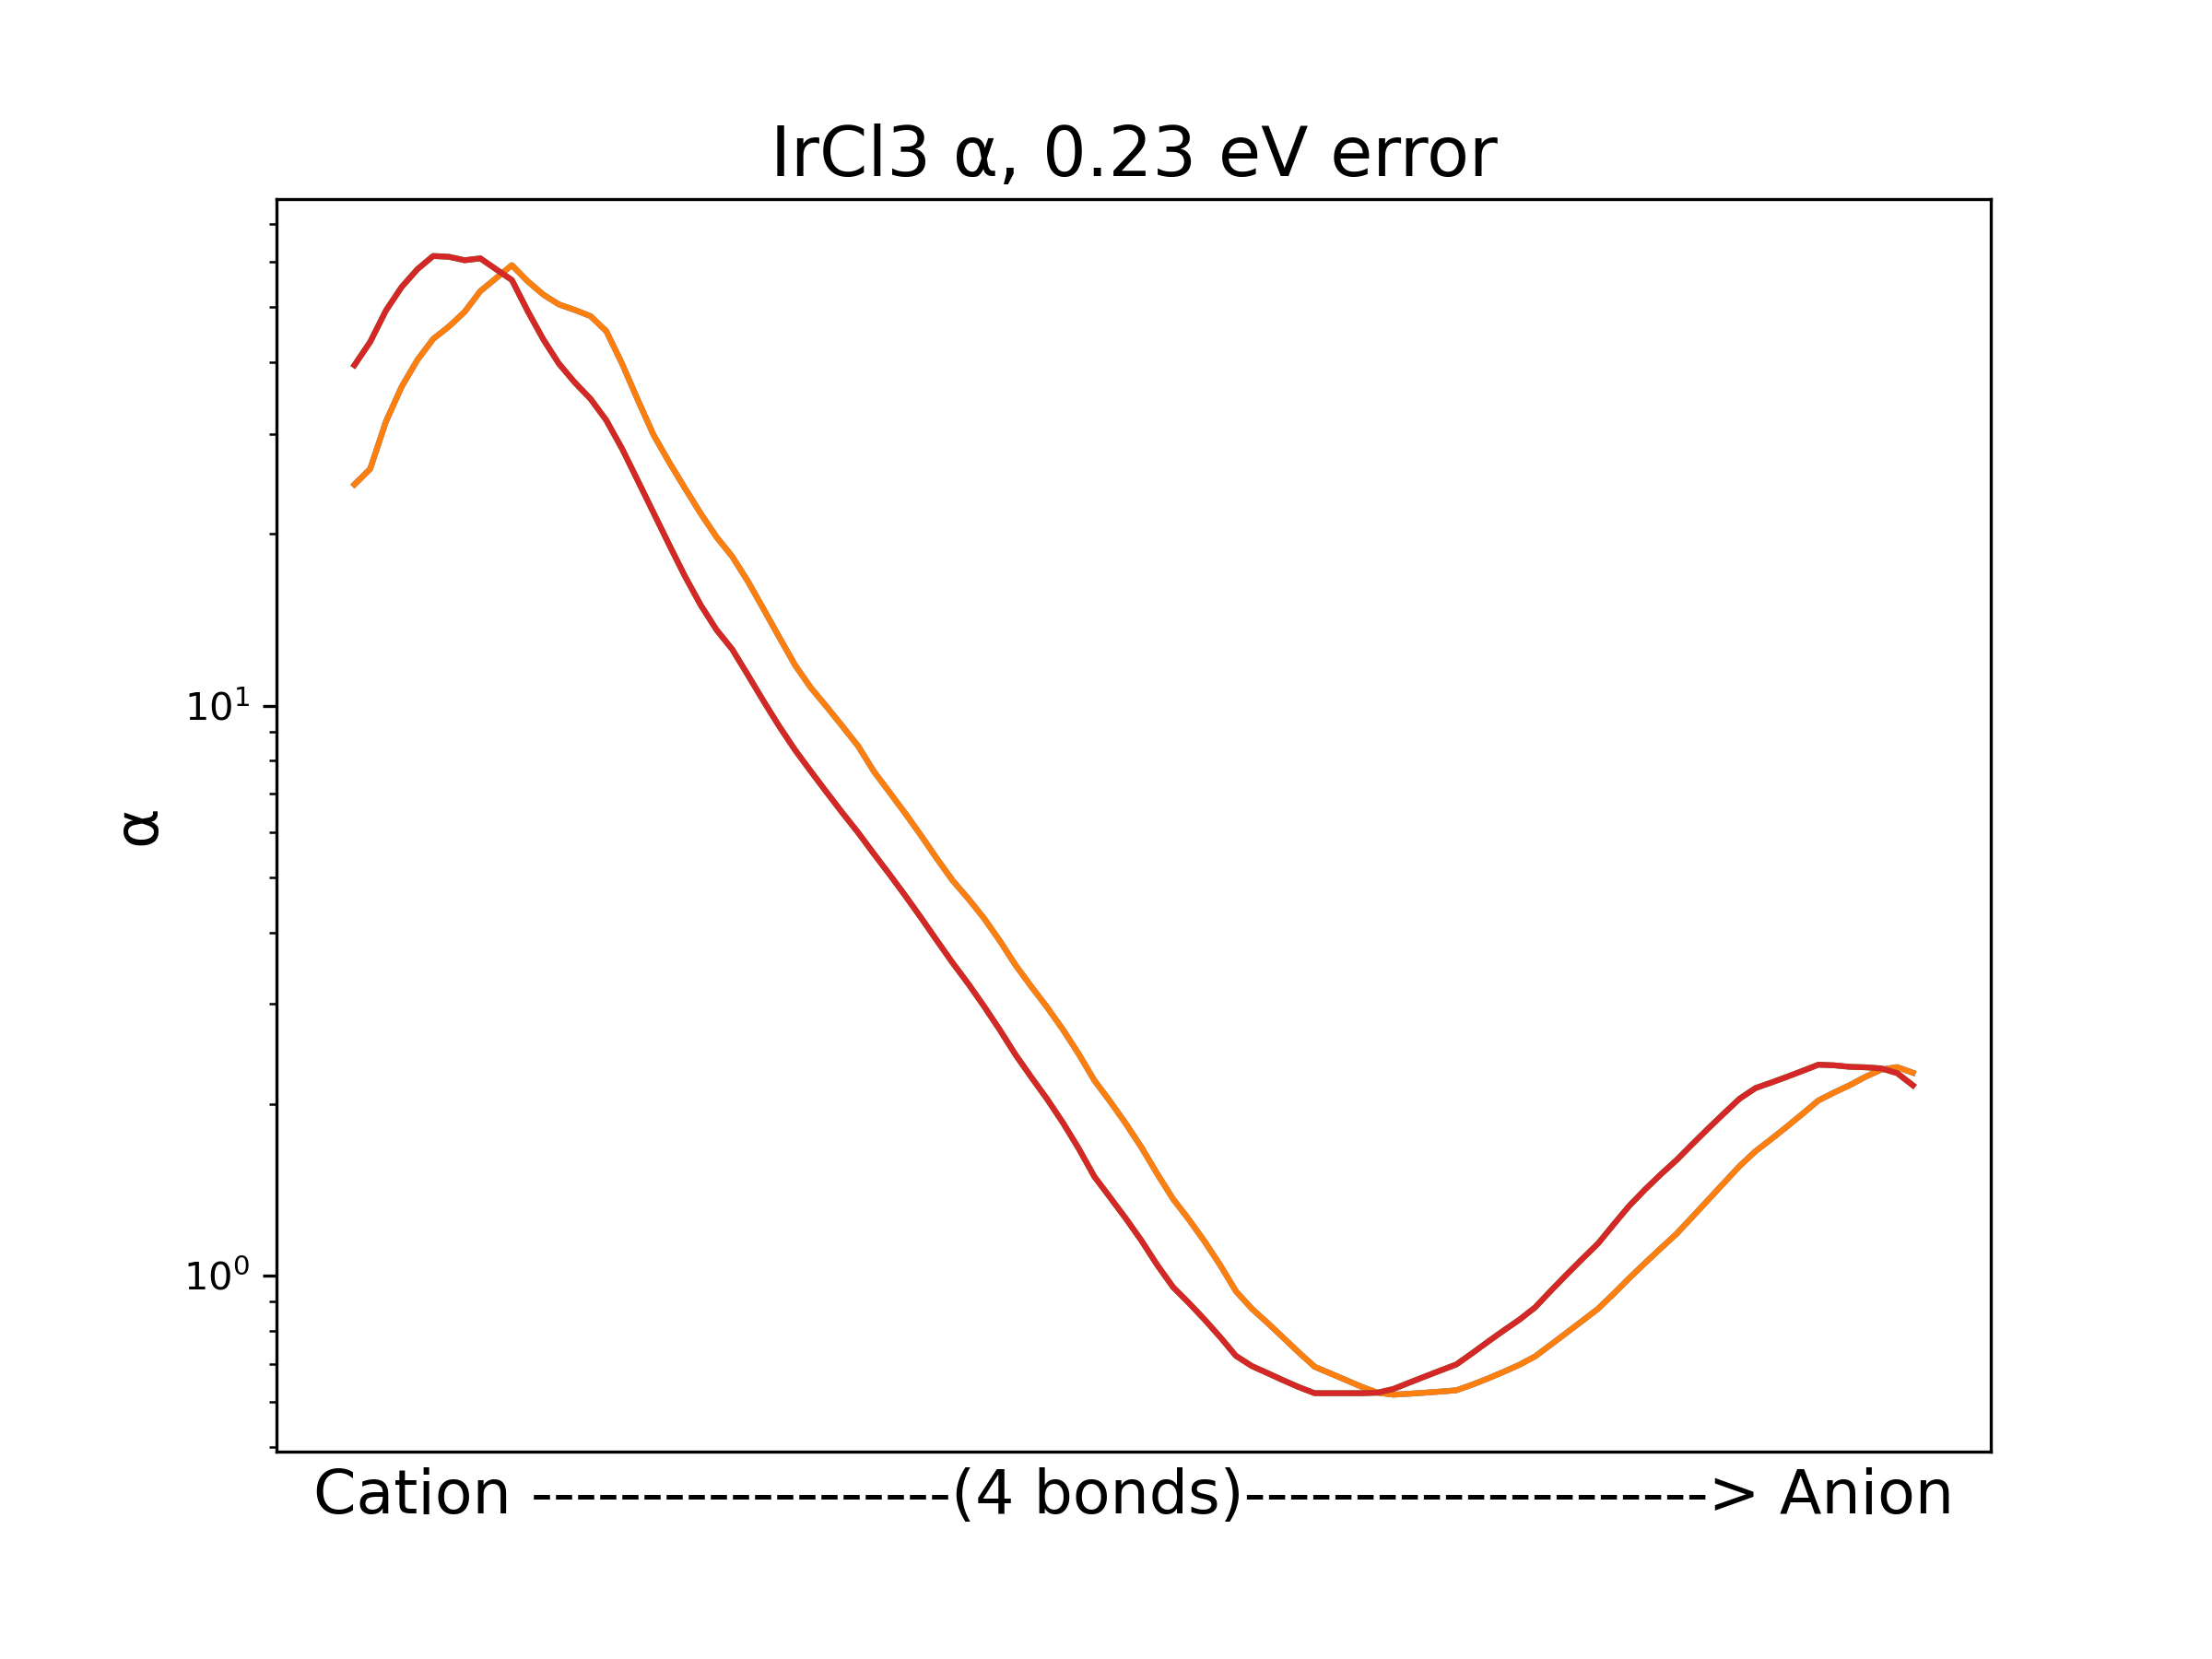 IrCl3 α, 0.23 eV error
α
10¹
10⁰
Cation -------------------(4 bonds)---------------------> Anion